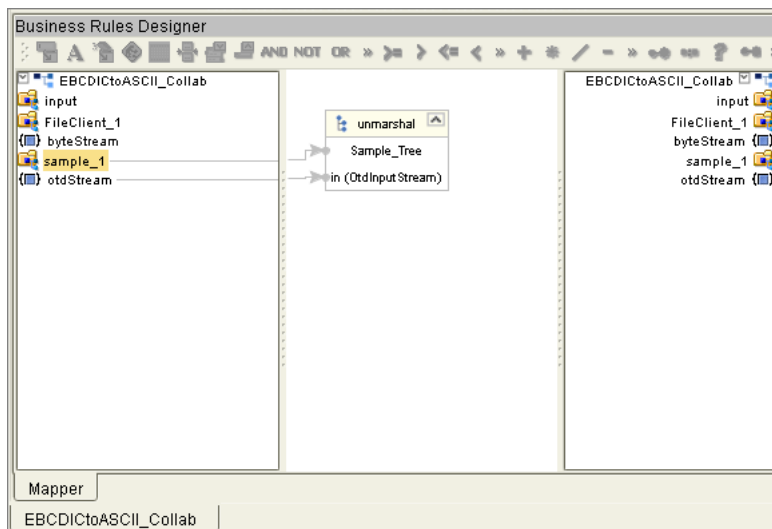 Business Rules Designer
A AND NOT OR » >= > <= < » + * / - » ?
EBCDICtoASCII_Collab
input
FileClient_1
{} byteStream
sample_1
{} otdStream
unmarshal
Sample_Tree
in (OtdInputStream)
EBCDICtoASCII_Collab
input
FileClient_1
byteStream {}
sample_1
otdStream {}
Mapper
EBCDICtoASCII_Collab